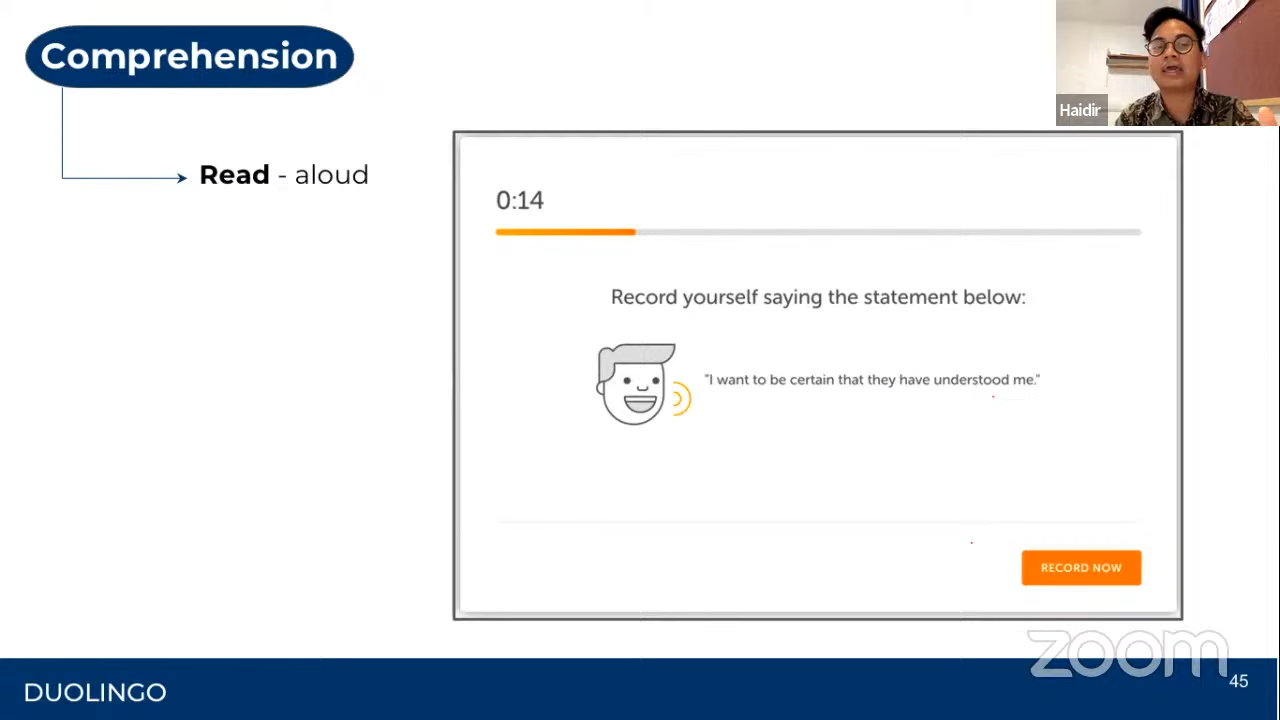 Comprehension
Haidir
Read - aloud
0:14
Record yourself saying the statement below:
"I want to be certain that they have understood me."
RECORD NOW
zoom
DUOLINGO
45